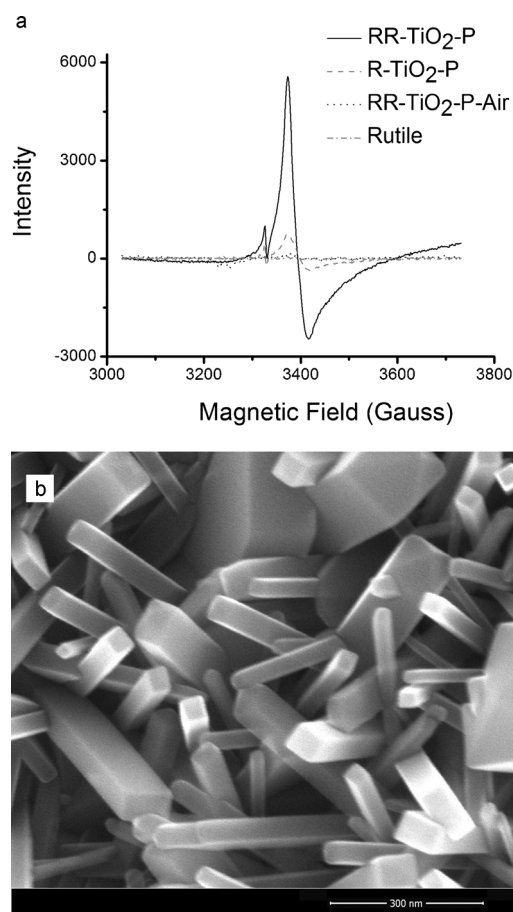 a
RR-TiO2-P
R-TiO2-P
RR-TiO2-P-Air
Rutile
6000
3000
0
-3000
Intensity
3000 3200 3400 3600 3800
Magnetic Field (Gauss)
b
300 nm